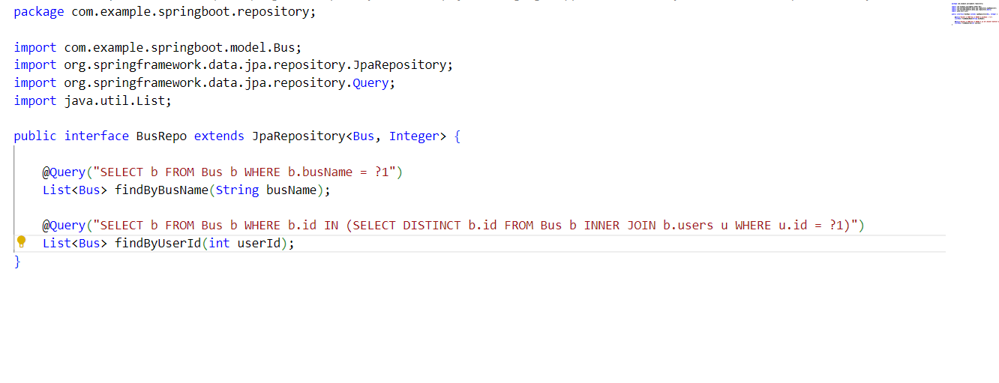 package com.example.springboot.repository;
import com.example.springboot.model.Bus;
import org.springframework.data.jpa.repository.JpaRepository;
import org.springframework.data.jpa.repository.Query;
import java.util.List;
public interface BusRepo extends JpaRepository<Bus, Integer> {
@Query("SELECT b FROM Bus b WHERE b.busName = ?1")
List<Bus> findByBusName(String busName);
@Query("SELECT b FROM Bus b WHERE b.id IN (SELECT DISTINCT b.id FROM Bus b INNER JOIN b.users u WHERE u.id = ?1)")
List<Bus> findByUserId(int userId);
}